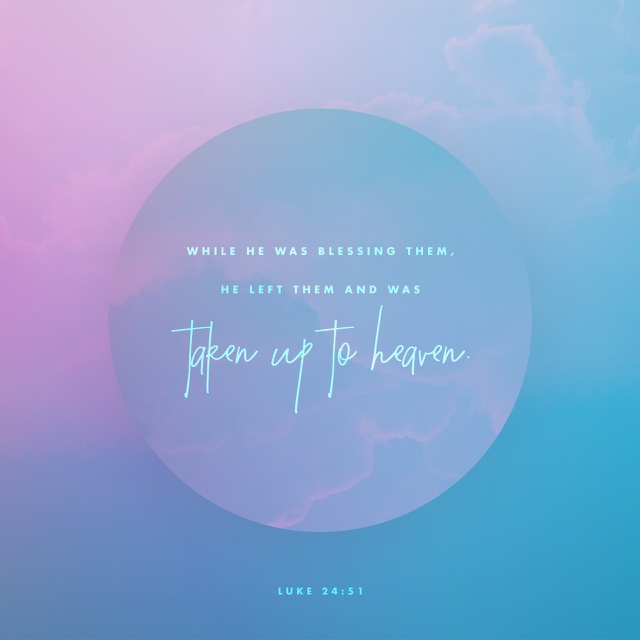 WHILE HE WAS BLESSING THEM,
HE LEFT THEM AND WAS
taken up to heaven.
LUKE 24:51